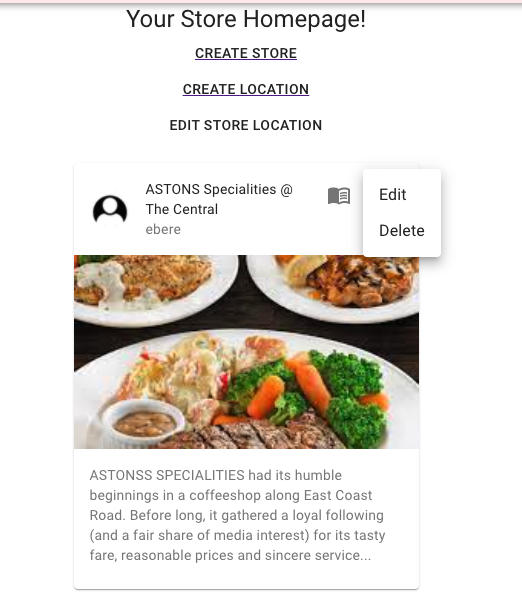 Your Store Homepage!
CREATE STORE
CREATE LOCATION
EDIT STORE LOCATION
ASTONS Specialities @
The Central
ebere
Edit
Delete
ASTONSS SPECIALITIES had its humble
beginnings in a coffeeshop along East Coast
Road. Before long, it gathered a loyal following
(and a fair share of media interest) for its tasty
fare, reasonable prices and sincere service...